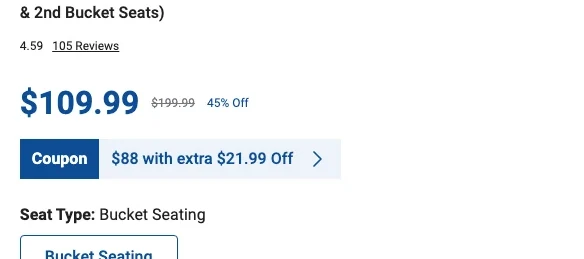 & 2nd Bucket Seats)
4.59 105 Reviews
$109.99 $199.99 45% Off
Coupon $88 with extra $21.99 Off
Seat Type: Bucket Seating
Bucket Seating